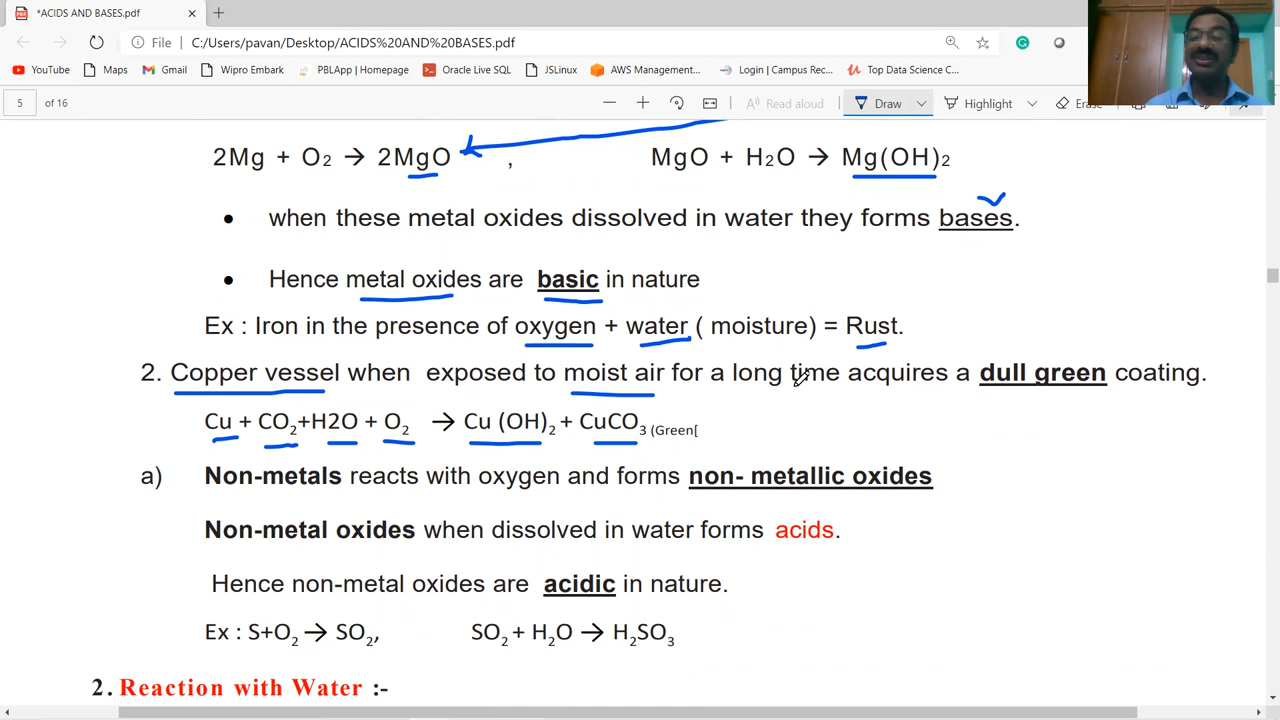 *ACIDS AND BASES.pdf
File C:/Users/pavan/Desktop/ACIDS%20AND%20BASES.pdf
YouTube Maps Gmail Wipro Embark PBLApp | Homepage Oracle Live SQL JSLinux AWS Management... Login | Campus Rec... Top Data Science C...
5 of 16 Read aloud Draw Highlight Erase
2Mg + O2 → 2MgO , MgO + H2O → Mg(OH)2
• when these metal oxides dissolved in water they forms bases.
• Hence metal oxides are basic in nature
Ex : Iron in the presence of oxygen + water ( moisture) = Rust.
2. Copper vessel when exposed to moist air for a long time acquires a dull green coating.
Cu + CO2+H2O + O2 → Cu (OH)2 + CuCO3 (Green[
a) Non-metals reacts with oxygen and forms non- metallic oxides
Non-metal oxides when dissolved in water forms acids.
Hence non-metal oxides are acidic in nature.
Ex : S+O2 → SO2, SO2 + H2O → H2SO3
2. Reaction with Water :-